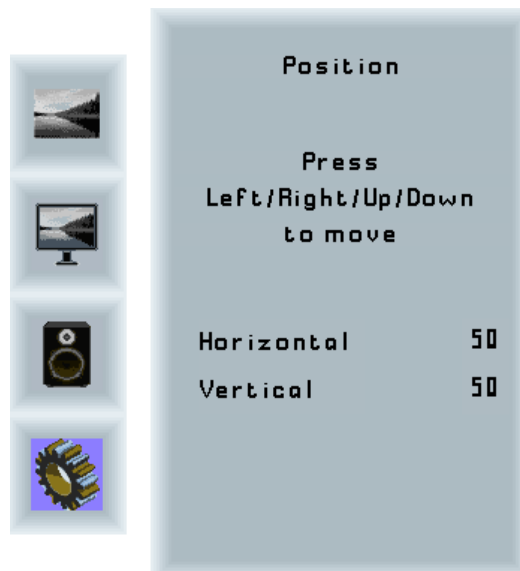 Position
Press
Left/Right/Up/Down
to move
Horizontal 50
Vertical 50